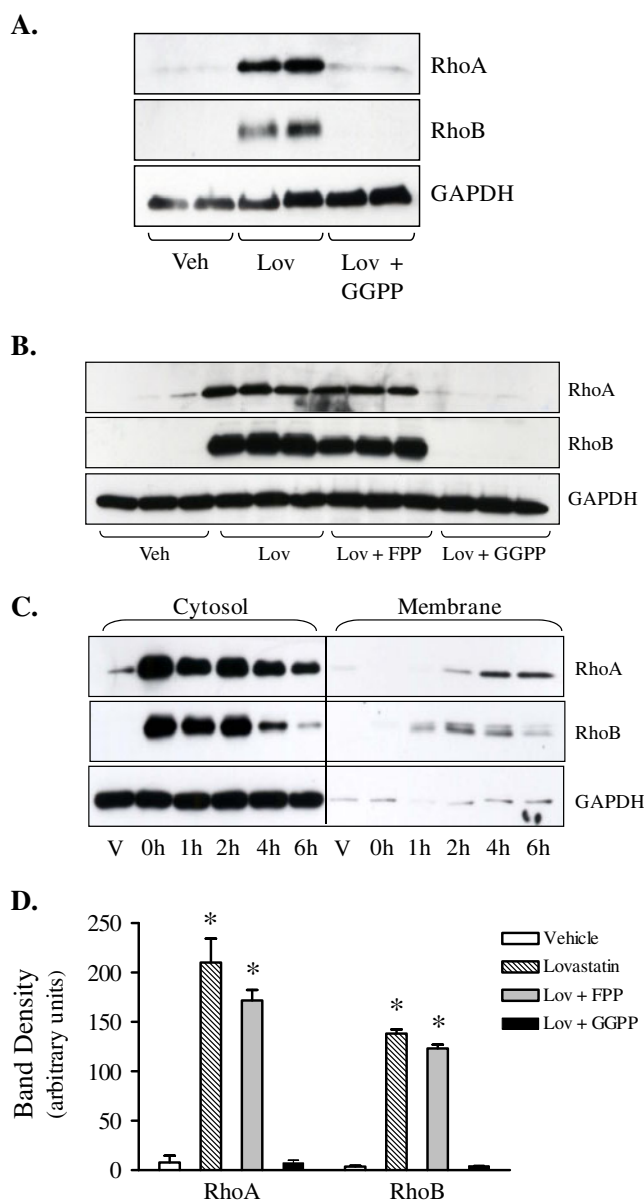 A.
RhoA
RhoB
GAPDH
Veh Lov Lov +
GGPP
B.
RhoA
RhoB
GAPDH
Veh Lov Lov + FPP Lov + GGPP
C.
Cytosol Membrane
RhoA
RhoB
GAPDH
V 0h 1h 2h 4h 6h V 0h 1h 2h 4h 6h
D.
Band Density
(arbitrary units)
250
200
150
100
50
0
* * * *
Vehicle
Lovastatin
Lov + FPP
Lov + GGPP
RhoA RhoB